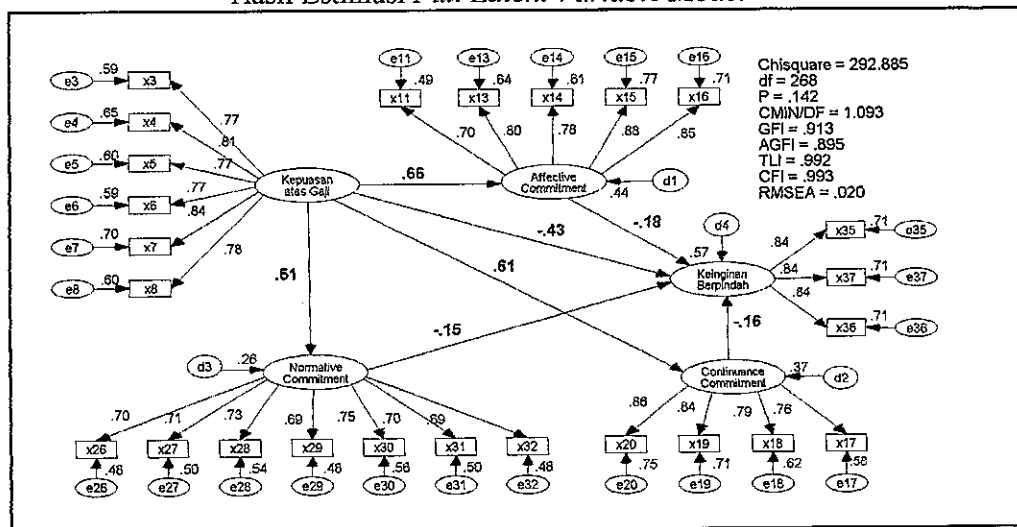 Hasil Estimasi Full Latent Variabel Model
e3 .59 x3
e4 .65 x4
e5 .60 x5
e6 .59 x6
e7 .70 x7
e8 .60 x8
.77
.81
.77
.77
.84
.78
Kepuasan
atas Gaji
e11 e13 e14 e15 e16
.49 .64 .61 .77 .71
x11 x13 x14 x15 x16
.70 .80 .78 .88 .85
Affective
Commitment
.44 d1
.66
-.43
-.18
.61
.51
-.15
-.16
Chisquare = 292.885
df = 268
P = .142
CMIN/DF = 1.093
GFI = .913
AGFI = .895
TLI = .992
CFI = .993
RMSEA = .020
d4
.57
Keinginan
Berpindah
.84 x35 .71 e35
.84 x37 .71 e37
.84 x36 .71 e36
d3 .26
Normative
Commitment
.70 .71 .73 .69 .75 .70 .69
x26 x27 x28 x29 x30 x31 x32
.48 .50 .54 .48 .56 .50 .48
e26 e27 e28 e29 e30 e31 e32
Continuance
Commitment
.37 d2
.86 .84 .79 .76
x20 x19 x18 x17
.75 .71 .62 .58
e20 e19 e18 e17